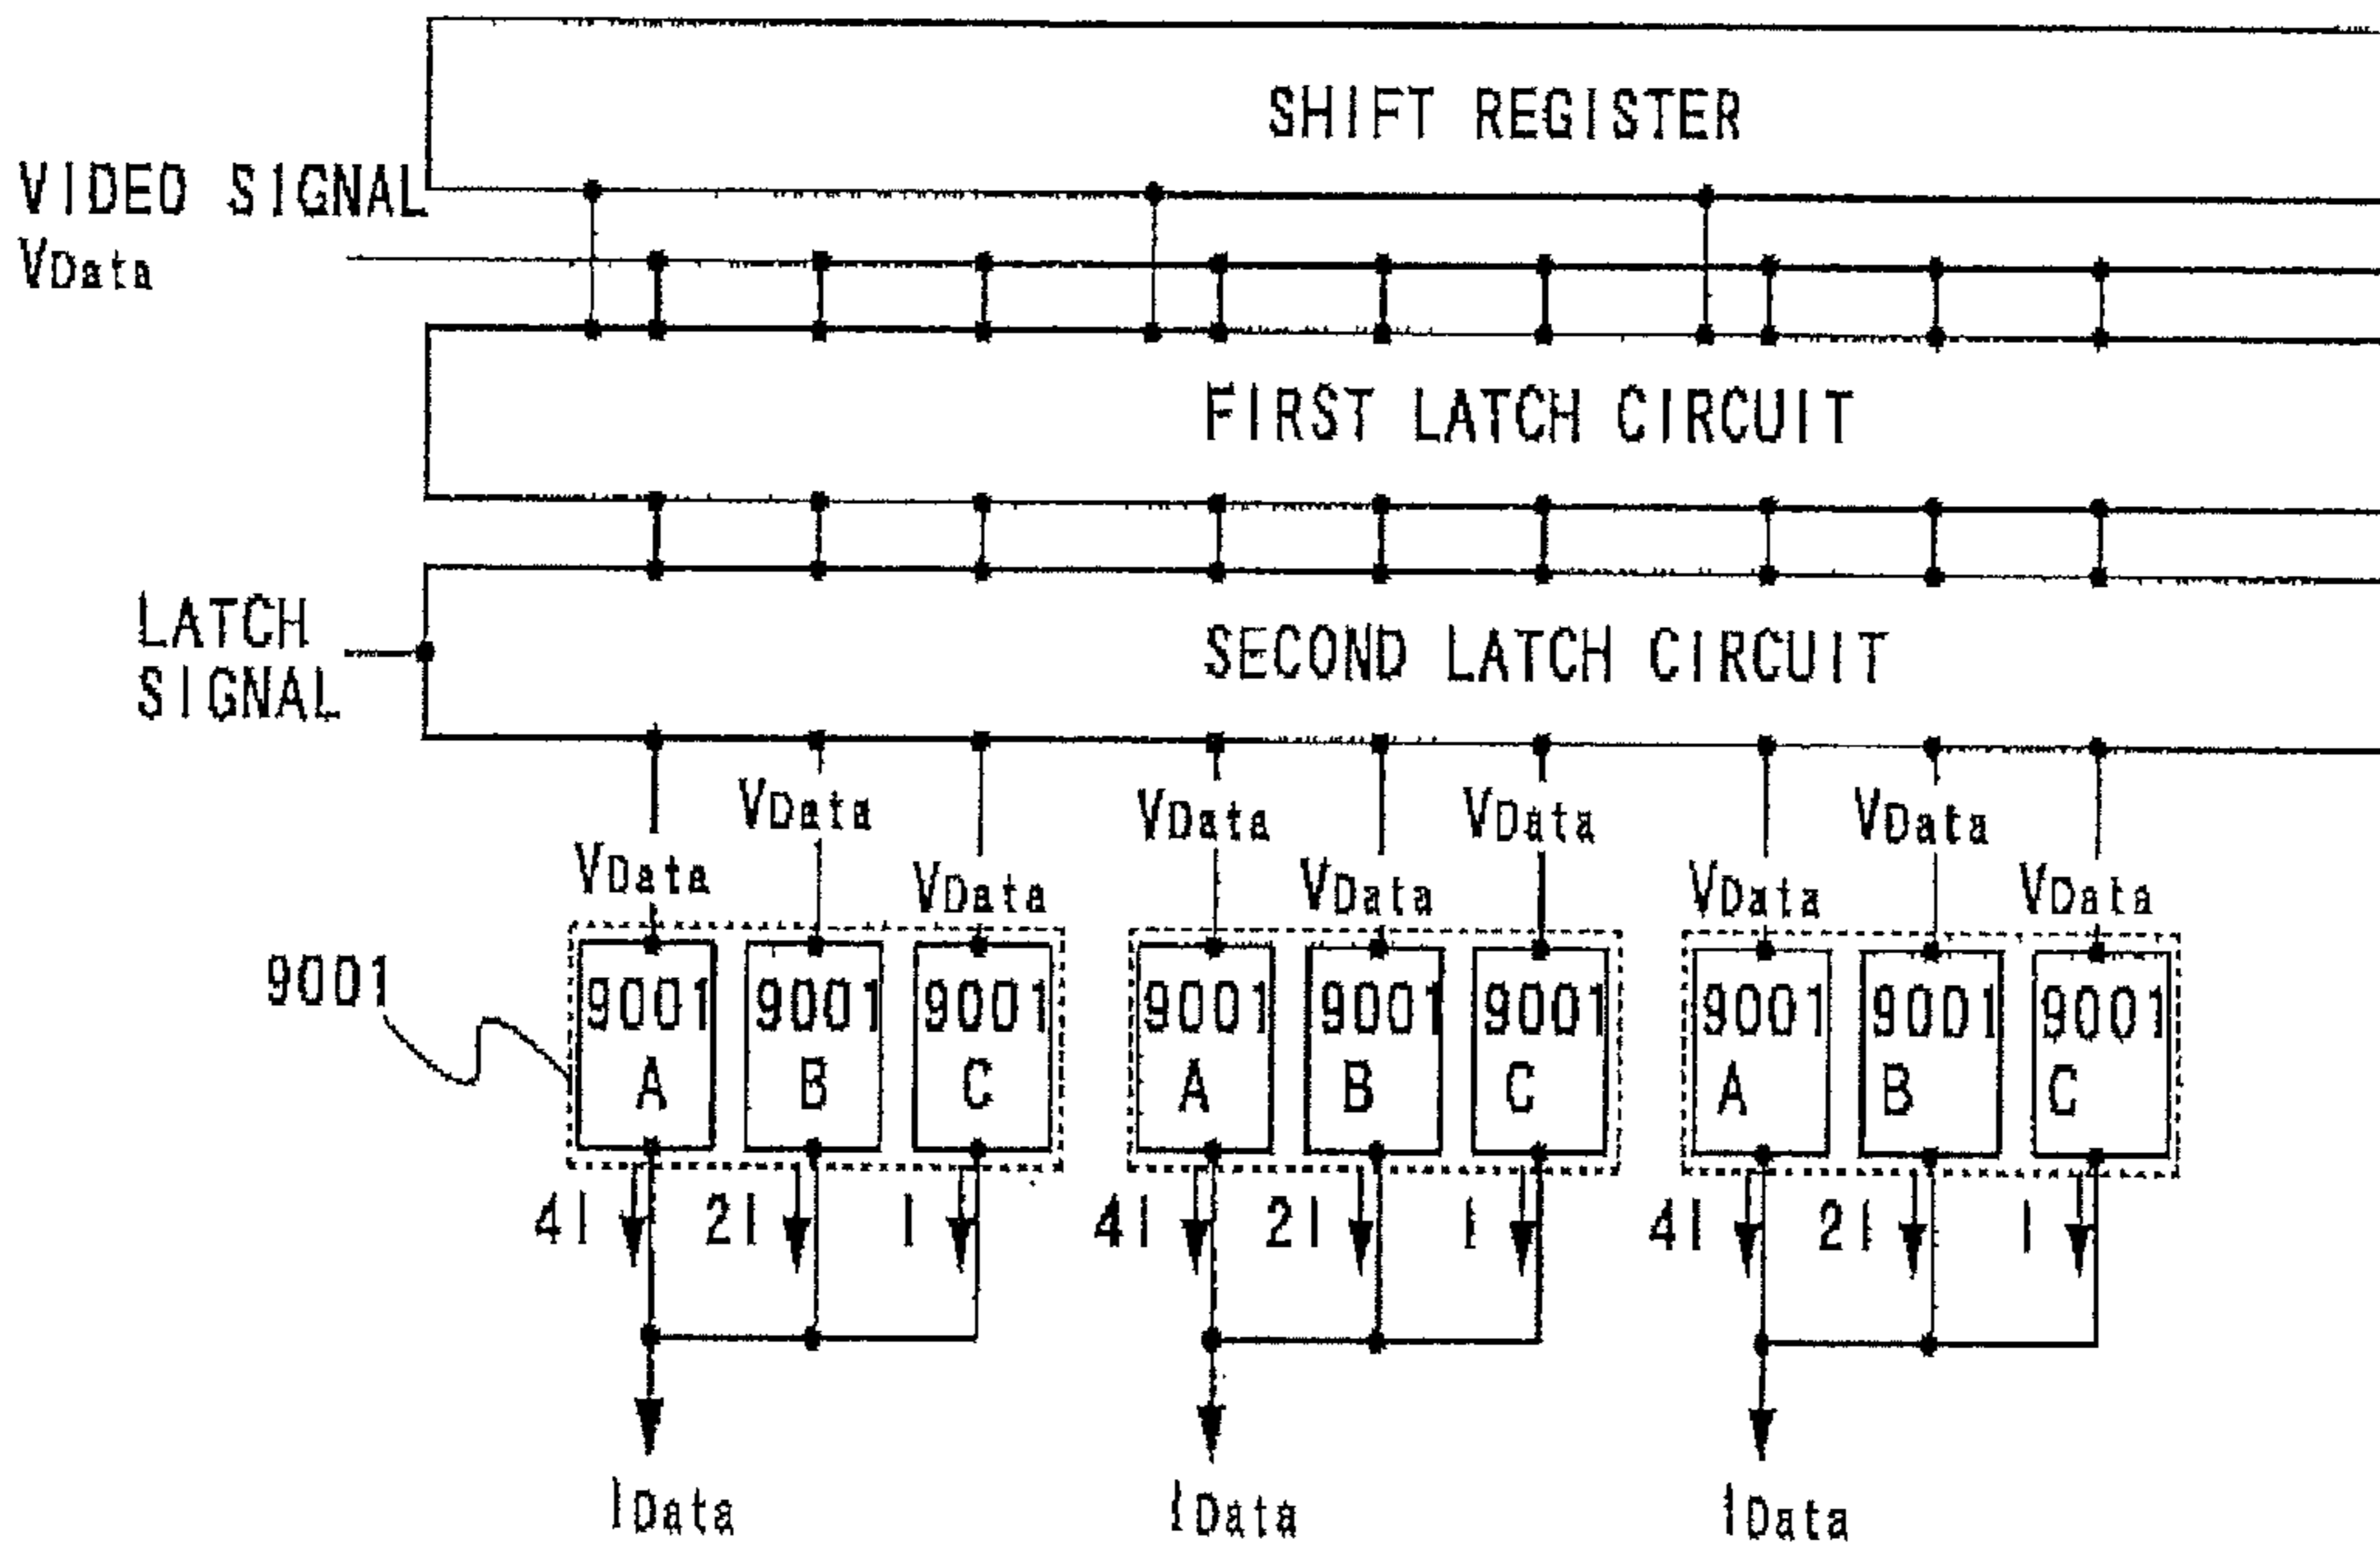 SHIFT REGISTER
VIDEO SIGNAL
VData
FIRST LATCH CIRCUIT
LATCH
SIGNAL
SECOND LATCH CIRCUIT
VData VData VData VData VData VData VData VData VData
9001
9001 9001 9001 9001 9001 9001 9001 9001 9001
A B C A B C A B C
4I 2I I 4I 2I I 4I 2I I
IData IData IData